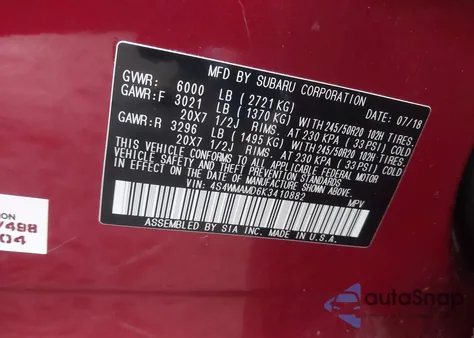 MFD BY SUBARU CORPORATION
GVWR: 6000 LB (2721 KG) 07/18
GAWR:F 3021 LB (1370 KG)
20X7 1/2J RIMS. AT 230 KPA (33 PSI) COLD WITH 245/50R20 102H TIRES.
GAWR:R 3296 LB (1495 KG)
20X7 1/2J RIMS. AT 230 KPA (33 PSI) COLD WITH 245/50R20 102H TIRES.
THIS VEHICLE CONFORMS TO ALL APPLICABLE FEDERAL MOTOR
VEHICLE SAFETY AND THEFT PREVENTION STANDARDS IN EFFECT
ON THE DATE OF MANUFACTURE SHOWN ABOVE.
VIN: 4S4WMAMD6K3410882 MPV
ASSEMBLED BY SIA INC. MADE IN U.S.A.
ION
7498
04
autoSnap